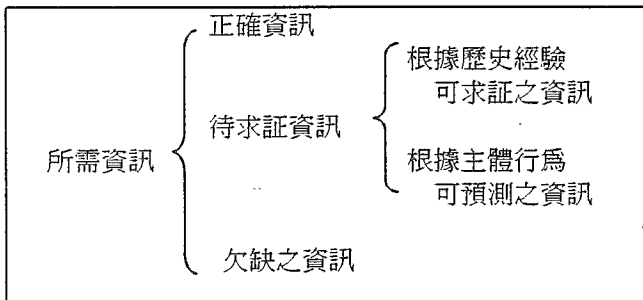 正確資訊
根據歷史經驗
可求証之資訊
待求証資訊
所需資訊
根據主體行爲
可預測之資訊
欠缺之資訊